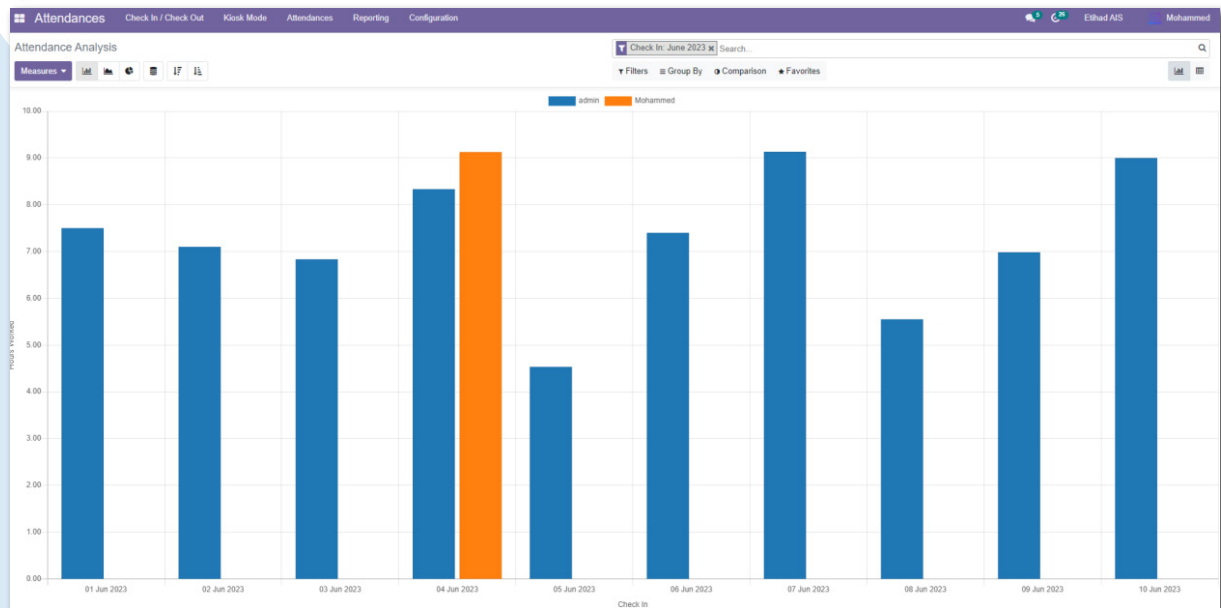 Attendances Check In / Check Out Kiosk Mode Attendances Reporting Configuration 5 26 Etihad AIS Mohammed
Attendance Analysis Check In: June 2023 × Search...
Measures Filters Group By Comparison Favorites
admin Mohammed
10.00
9.00
8.00
7.00
6.00
5.00
4.00
3.00
2.00
1.00
0.00
Hours Worked
01 Jun 2023 02 Jun 2023 03 Jun 2023 04 Jun 2023 05 Jun 2023 06 Jun 2023 07 Jun 2023 08 Jun 2023 09 Jun 2023 10 Jun 2023
Check In